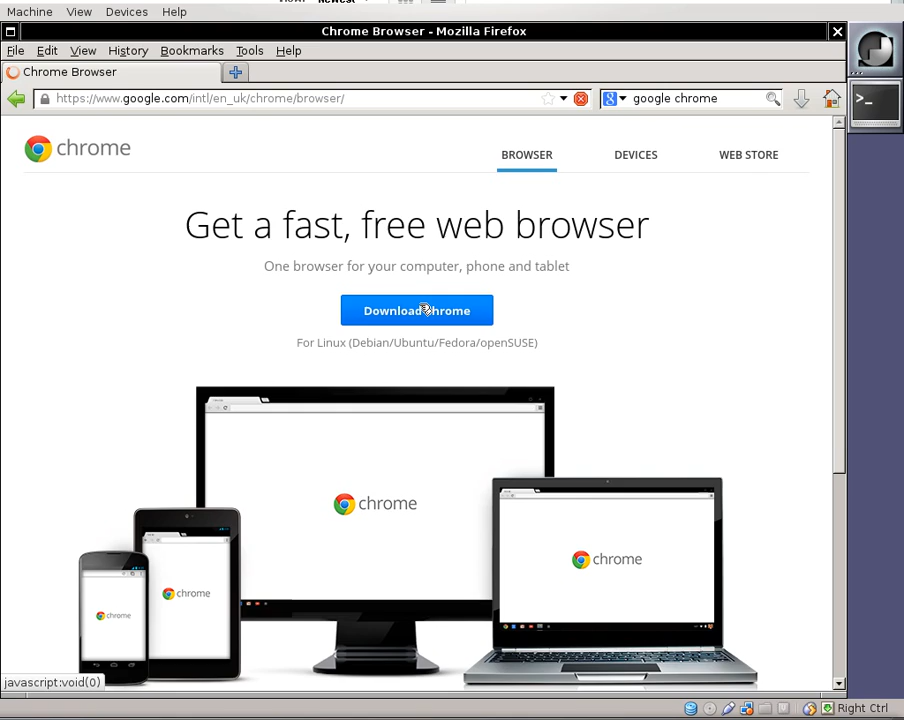 Machine View Devices Help
Chrome Browser - Mozilla Firefox
File Edit View History Bookmarks Tools Help
Chrome Browser
https://www.google.com/intl/en_uk/chrome/browser/
google chrome
chrome
BROWSER DEVICES WEB STORE
Get a fast, free web browser
One browser for your computer, phone and tablet
Download Chrome
For Linux (Debian/Ubuntu/Fedora/openSUSE)
chrome
chrome
chrome
chrome
javascript:void(0)
Right Ctrl